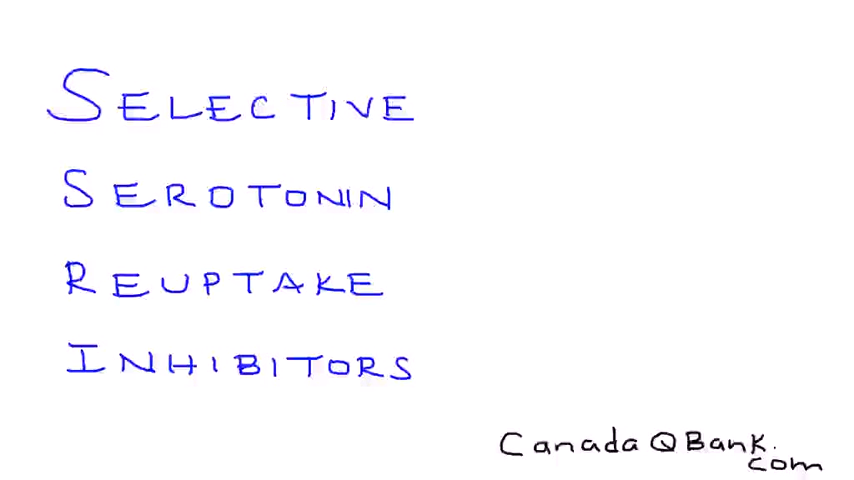 SELECTIVE
SEROTONIN
REUPTAKE
INHIBITORS
CanadaQBank.
com